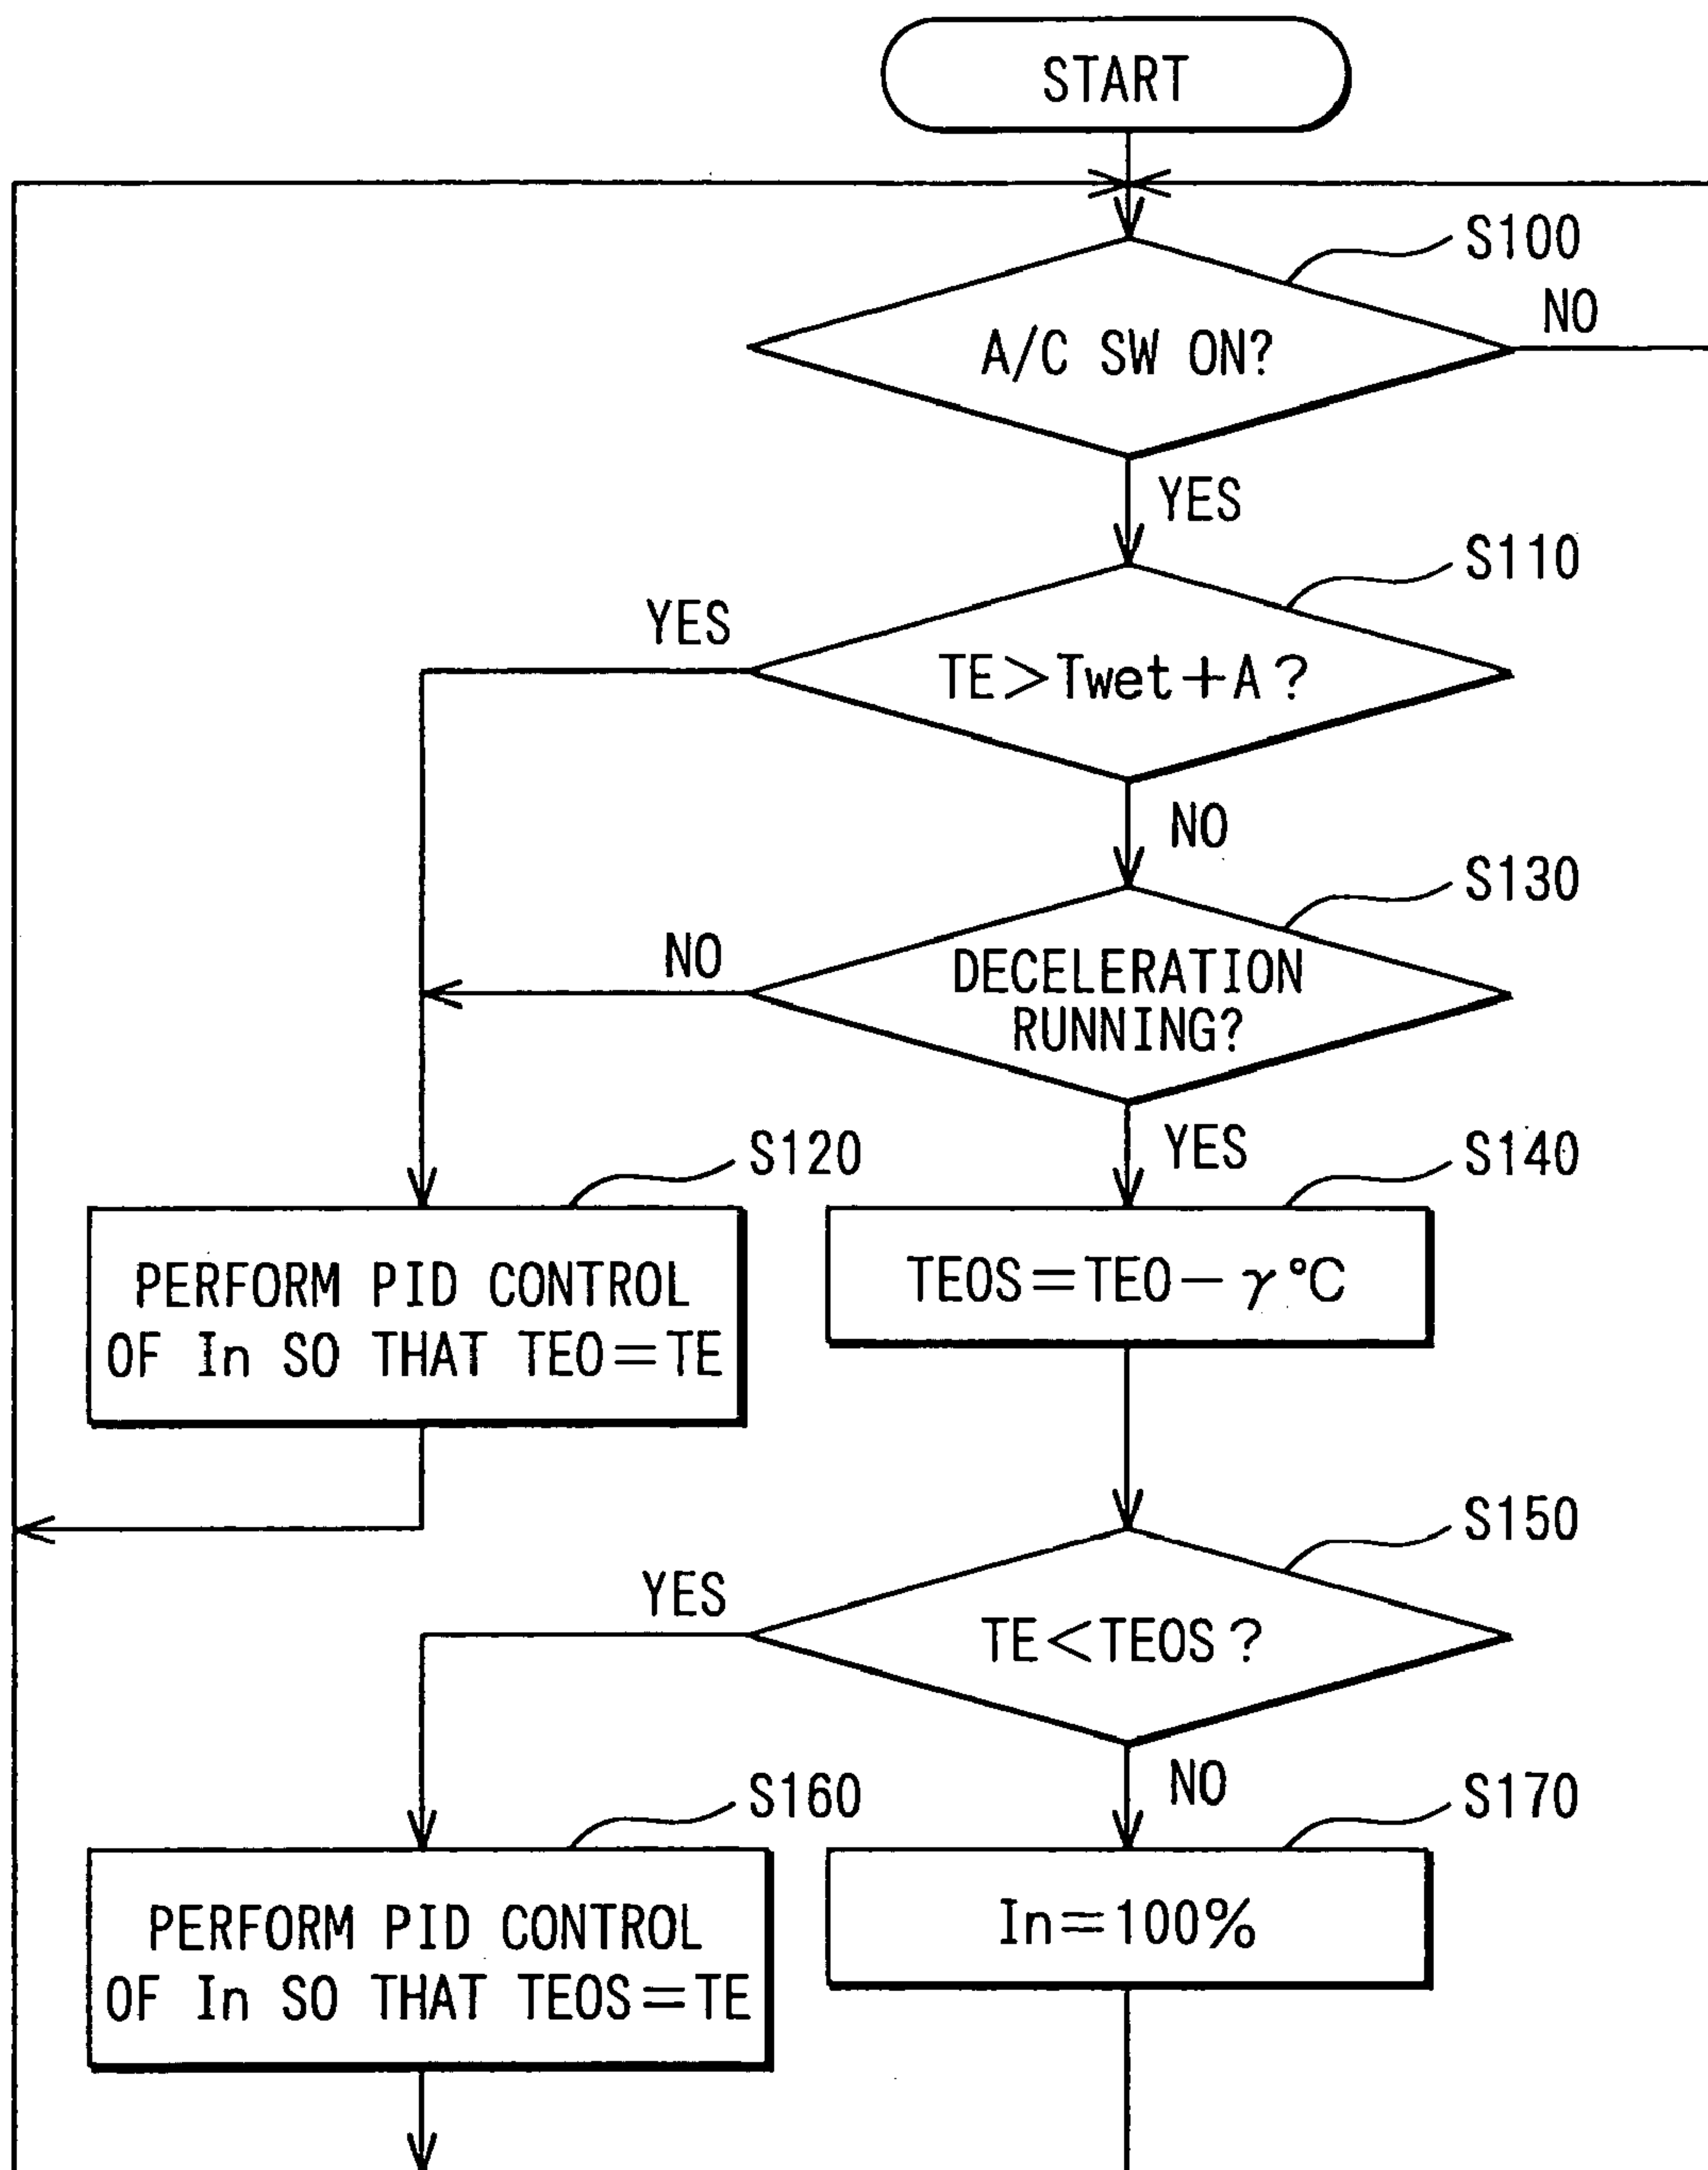 START
S100
A/C SW ON?
NO
YES
S110
YES
TE>Twet+A?
NO
S130
NO
DECELERATION
RUNNING?
YES
S120
S140
PERFORM PID CONTROL
OF In SO THAT TEO=TE
TEOS=TEO-γ°C
S150
YES
TE<TEOS?
NO
S160
S170
PERFORM PID CONTROL
OF In SO THAT TEOS=TE
In=100%